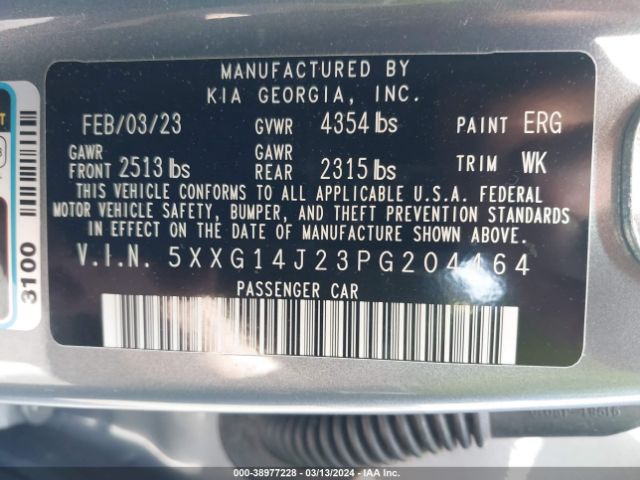 MANUFACTURED BY
KIA GEORGIA, INC.
FEB/03/23 GVWR 4354 lbs PAINT ERG
GAWR FRONT 2513 lbs GAWR REAR 2315 lbs TRIM WK
THIS VEHICLE CONFORMS TO ALL APPLICABLE U.S.A. FEDERAL
MOTOR VEHICLE SAFETY, BUMPER, AND THEFT PREVENTION STANDARDS
IN EFFECT ON THE DATE OF MANUFACTURE SHOWN ABOVE.
V.I.N. 5XXG14J23PG204464
PASSENGER CAR
3100
000-38977228 - 03/13/2024 - IAA Inc.